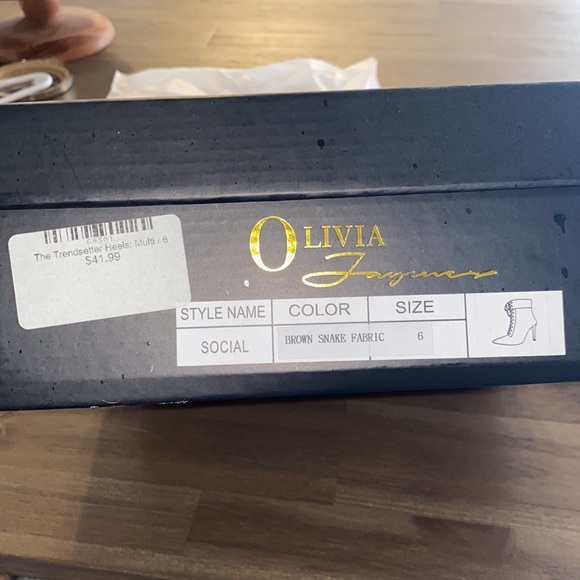 The Trendsetter Heels: Multi / 6
$41.99
OLIVIA
Jaymes
STYLE NAME COLOR SIZE
SOCIAL BROWN SNAKE FABRIC 6